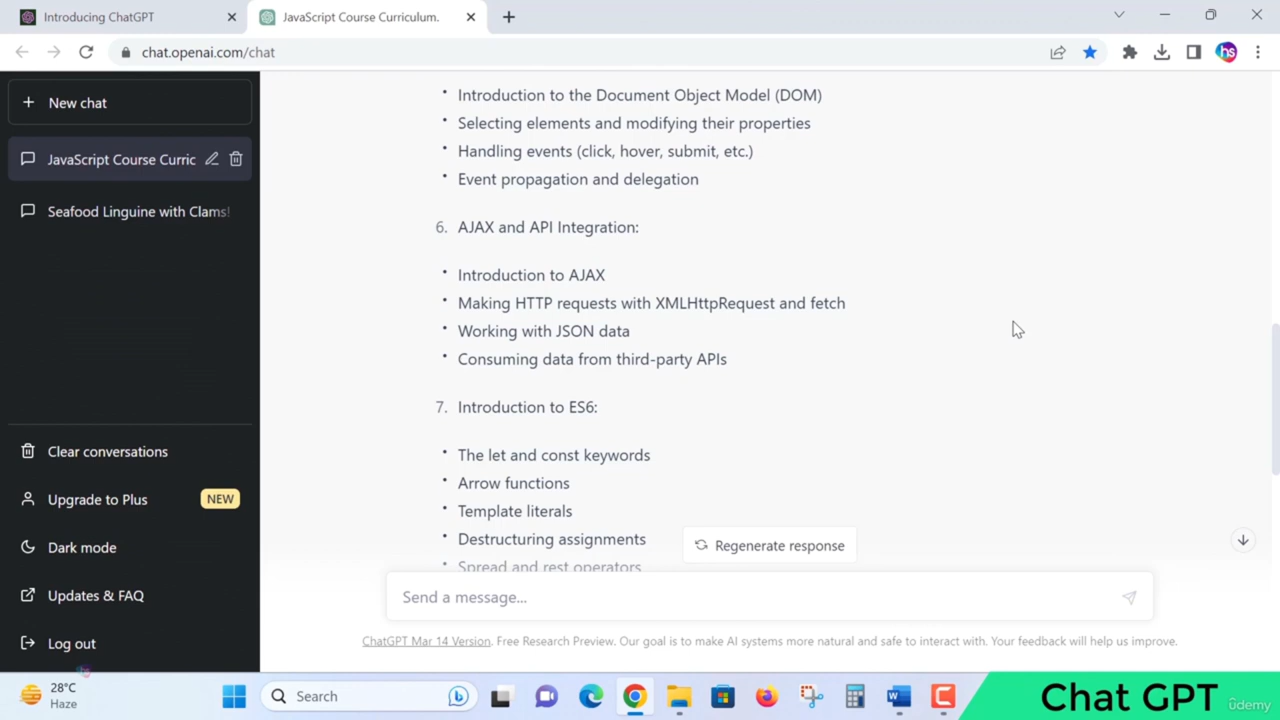 Introducing ChatGPT
JavaScript Course Curriculum.
chat.openai.com/chat
hs
New chat
JavaScript Course Curric
Seafood Linguine with Clams!
Clear conversations
Upgrade to Plus NEW
Dark mode
Updates & FAQ
Log out
• Introduction to the Document Object Model (DOM)
• Selecting elements and modifying their properties
• Handling events (click, hover, submit, etc.)
• Event propagation and delegation
6. AJAX and API Integration:
• Introduction to AJAX
• Making HTTP requests with XMLHttpRequest and fetch
• Working with JSON data
• Consuming data from third-party APIs
7. Introduction to ES6:
• The let and const keywords
• Arrow functions
• Template literals
• Destructuring assignments
• Spread and rest operators
Regenerate response
Send a message...
ChatGPT Mar 14 Version. Free Research Preview. Our goal is to make AI systems more natural and safe to interact with. Your feedback will help us improve.
hs
28°C
Haze
Search
Chat GPT
ûdemy